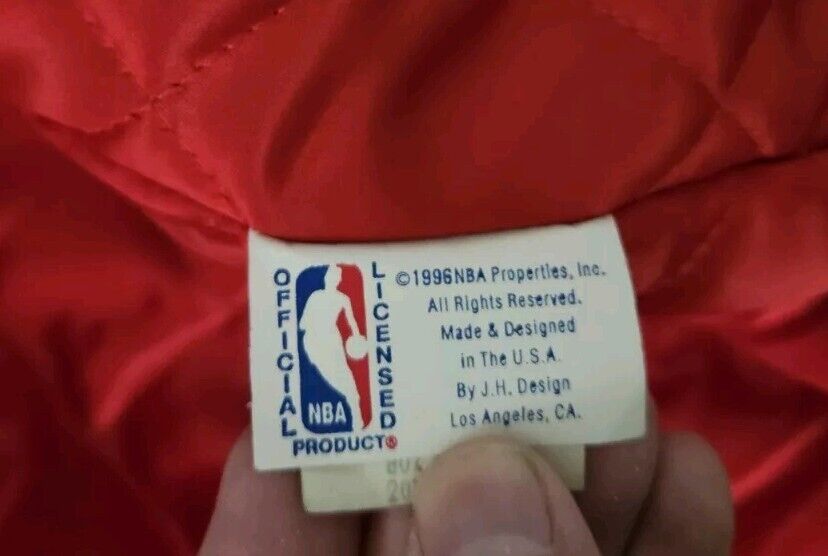 OFFICIAL
LICENSED
NBA
PRODUCT®
©1996NBA Properties, Inc.
All Rights Reserved.
Made & Designed
in The U.S.A.
By J.H. Design
Los Angeles, CA.